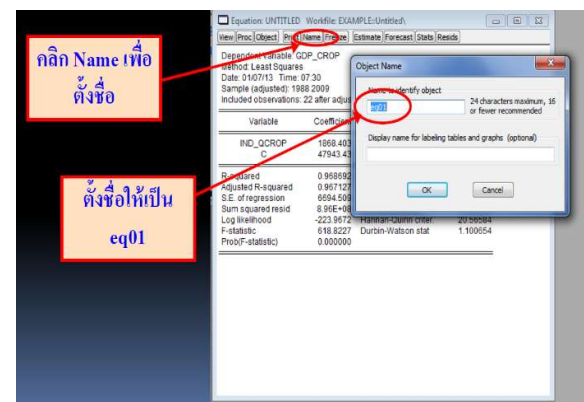 คลิก Name เพื่อ
ตั้งชื่อ
ตั้งชื่อให้เป็น
eq01
Equation: UNTITLED Workfile: EXAMPLE::Untitled\
View Proc Object Print Name Freeze Estimate Forecast Stats Resids
Dependent Variable: GDP_CROP
Method: Least Squares
Date: 01/07/13 Time: 07:30
Sample (adjusted): 1988 2009
Included observations: 22 after adjus
Variable Coefficien
IND_QCROP 1868.403
C 47943.43
R-squared 0.968692
Adjusted R-squared 0.967127
S.E. of regression 6694.509
Sum squared resid 8.96E+08
Log likelihood -223.9672 Hannan-Quinn criter. 20.56584
F-statistic 618.8227 Durbin-Watson stat 1.100654
Prob(F-statistic) 0.000000
Object Name
Name to identify object
eq01
24 characters maximum, 16
or fewer recommended
Display name for labeling tables and graphs (optional)
OK Cancel